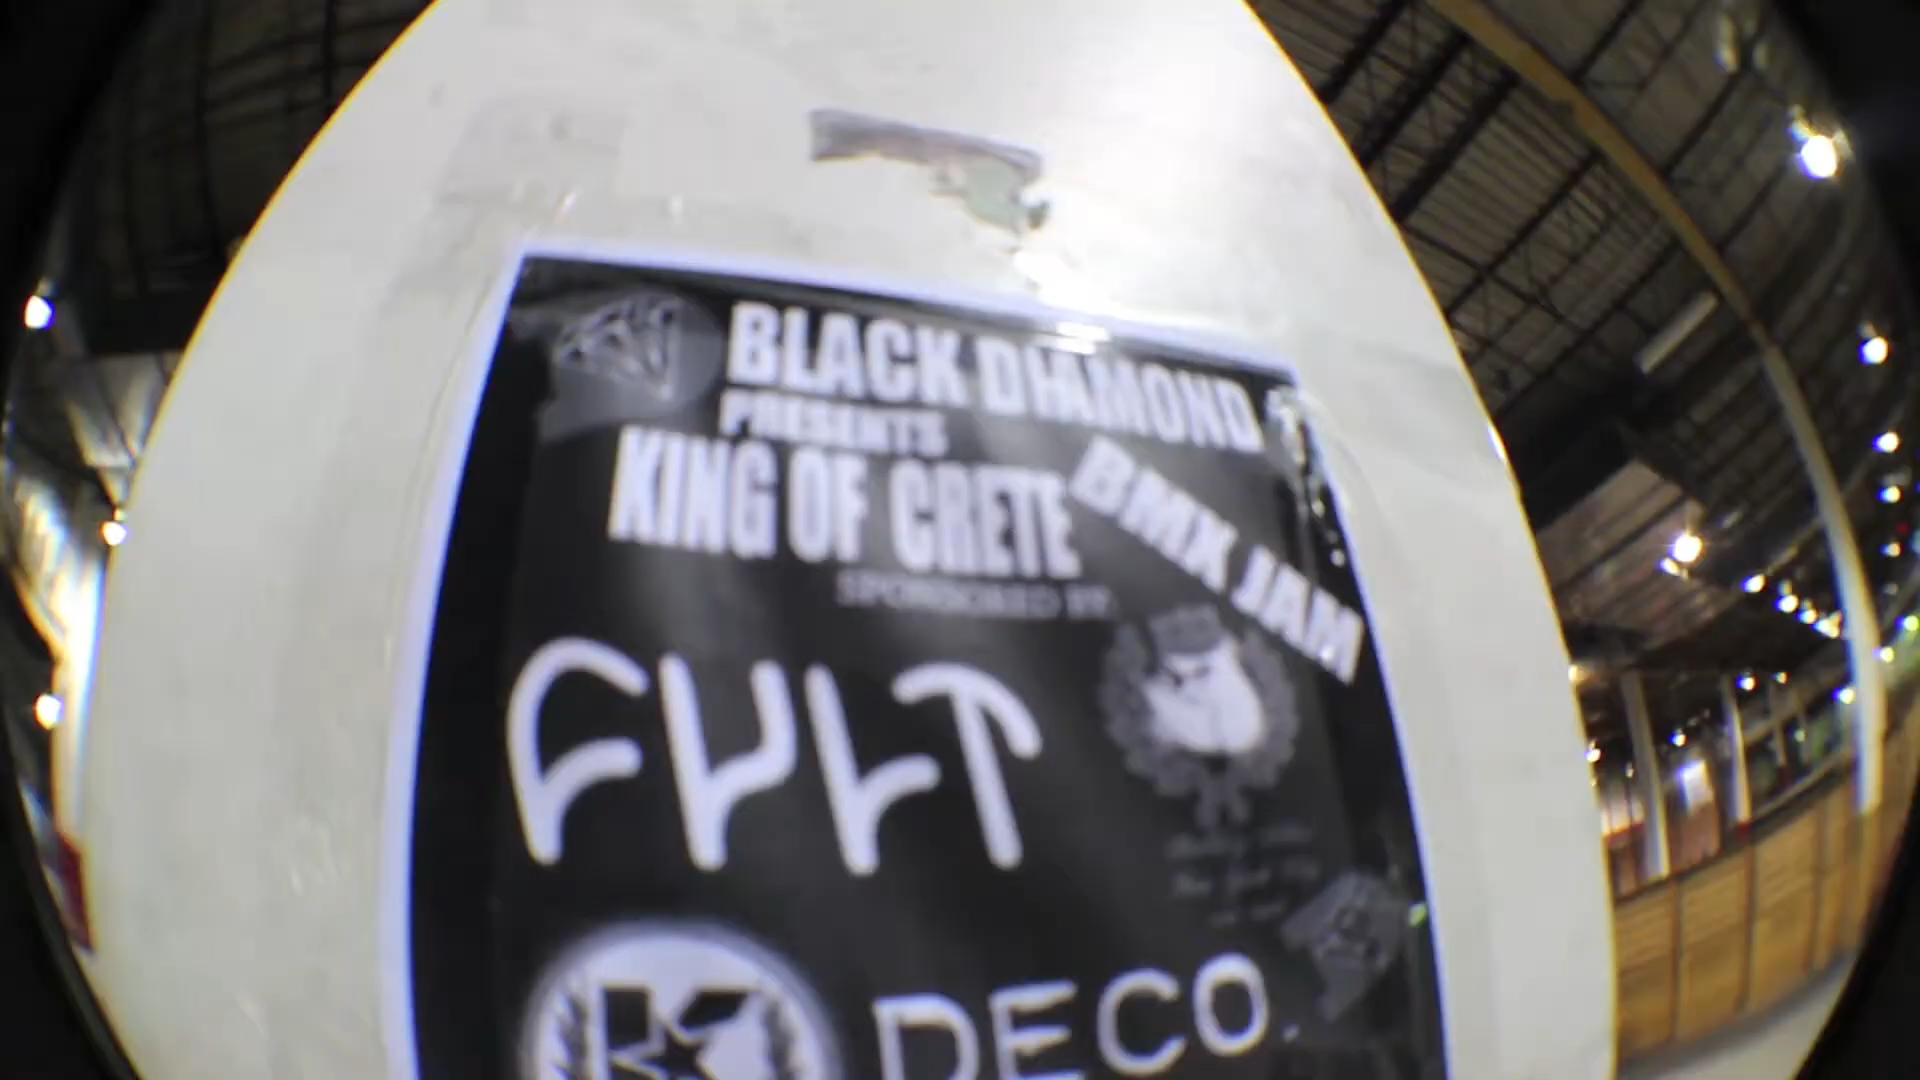 BLACK DIAMOND
PRESENTS
KING OF CRETE
BMX JAM
SPONSORED BY
CULT
DECO.